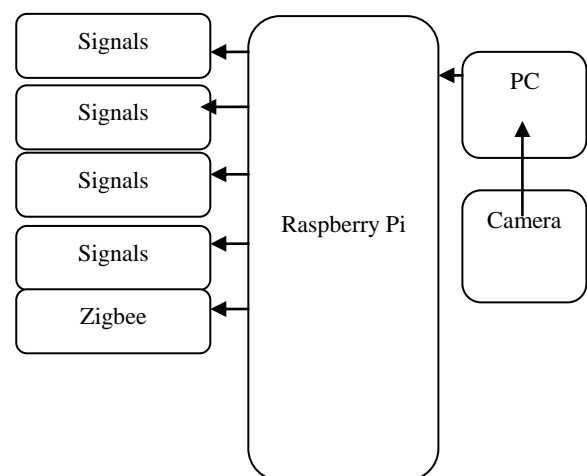 Signals
Signals
Signals
Signals
Zigbee
Raspberry Pi
PC
Camera